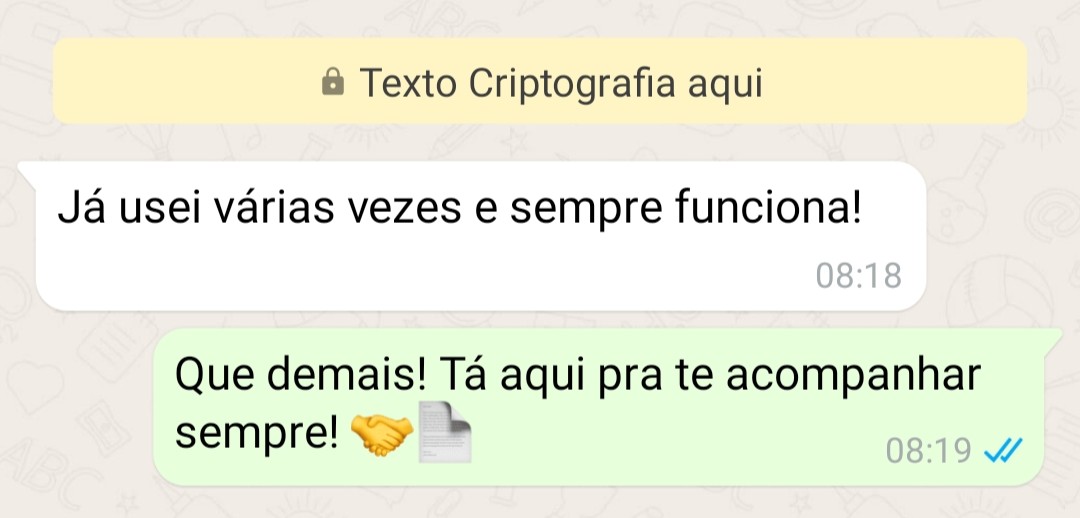 🔒 Texto Criptografia aqui
Já usei várias vezes e sempre funciona!
08:18
Que demais! Tá aqui pra te acompanhar
sempre! 🤝📄
08:19